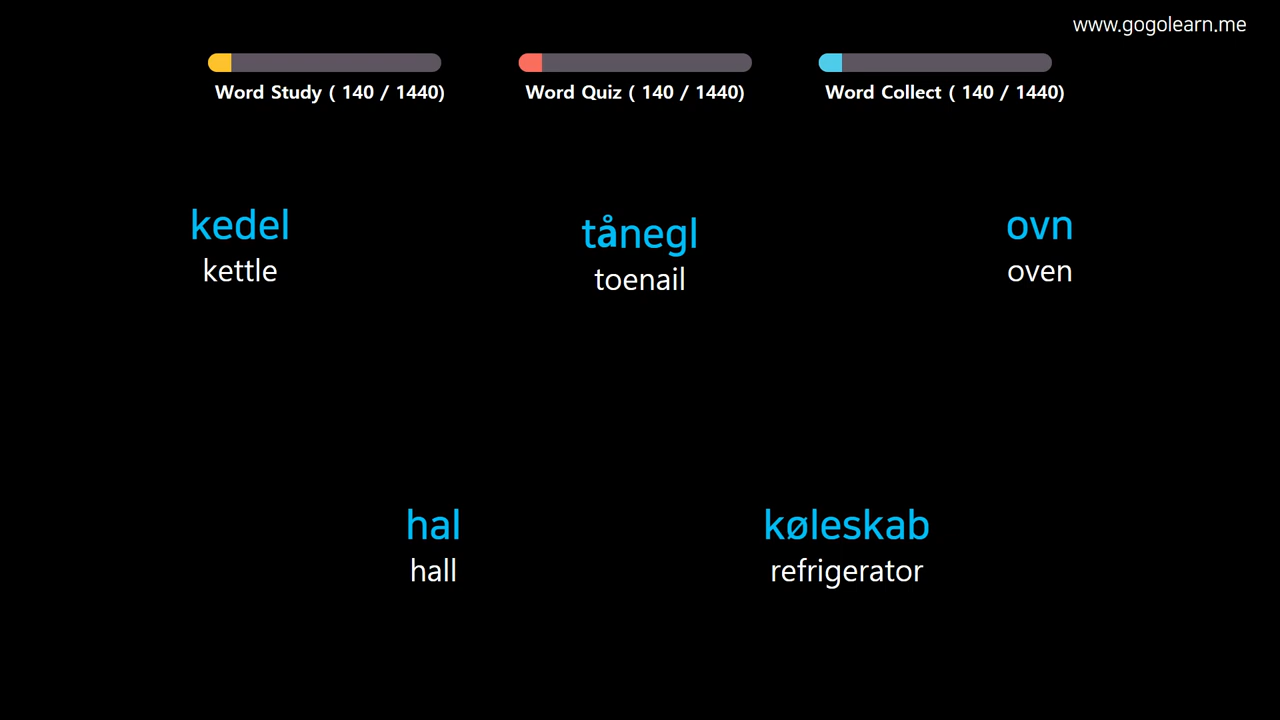 www.gogolearn.me
Word Study ( 140 / 1440)
Word Quiz ( 140 / 1440)
Word Collect ( 140 / 1440)
kedel
kettle
tånegl
toenail
ovn
oven
hal
hall
køleskab
refrigerator